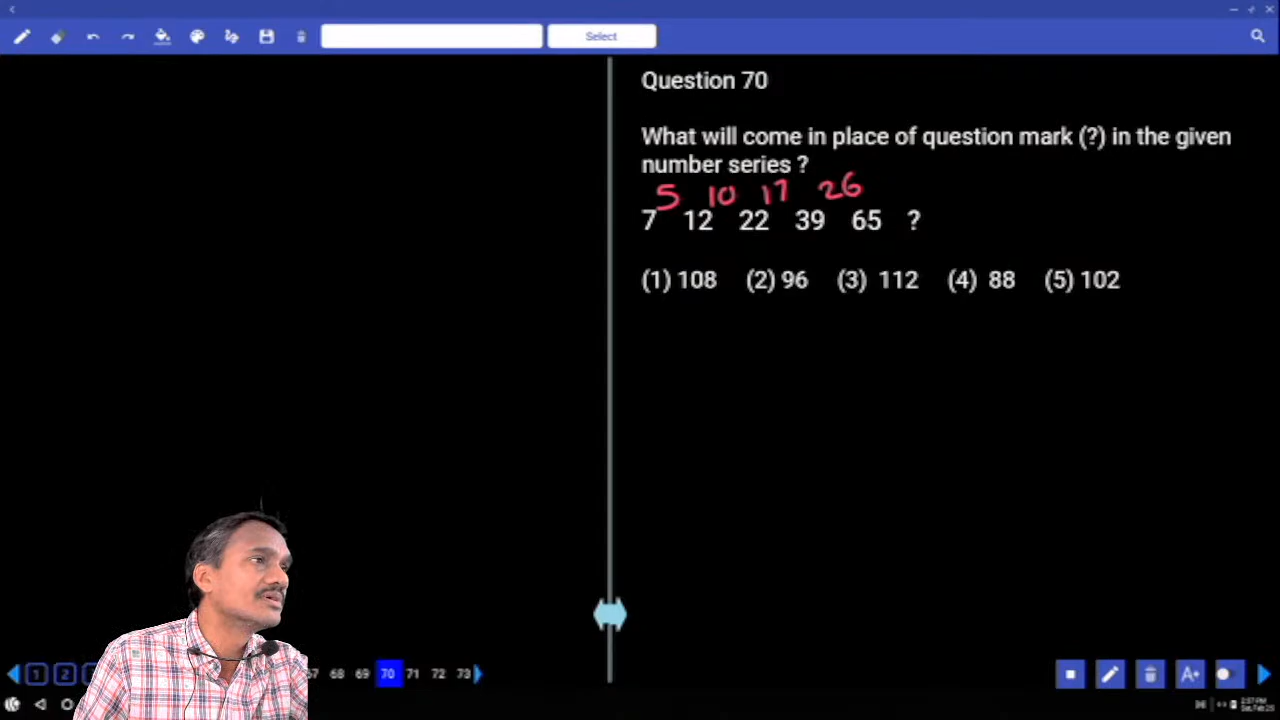 Select
Question 70
What will come in place of question mark (?) in the given
number series ?
5 10 17 26
7 12 22 39 65 ?
(1) 108 (2) 96 (3) 112 (4) 88 (5) 102
1 2 68 69 70 71 72 73
A+